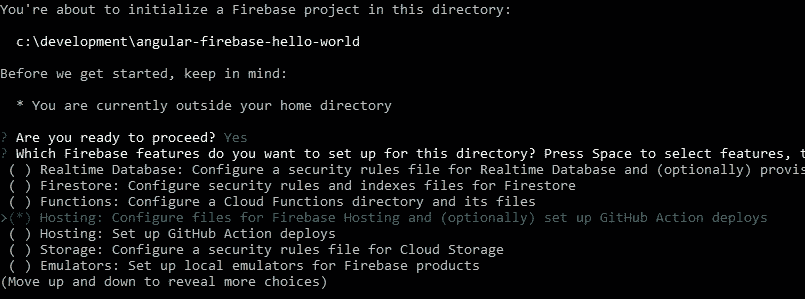 You're about to initialize a Firebase project in this directory:
c:\development\angular-firebase-hello-world
Before we get started, keep in mind:
* You are currently outside your home directory
? Are you ready to proceed? Yes
? Which Firebase features do you want to set up for this directory? Press Space to select features, t
( ) Realtime Database: Configure a security rules file for Realtime Database and (optionally) provis
( ) Firestore: Configure security rules and indexes files for Firestore
( ) Functions: Configure a Cloud Functions directory and its files
>(*) Hosting: Configure files for Firebase Hosting and (optionally) set up GitHub Action deploys
( ) Hosting: Set up GitHub Action deploys
( ) Storage: Configure a security rules file for Cloud Storage
( ) Emulators: Set up local emulators for Firebase products
(Move up and down to reveal more choices)